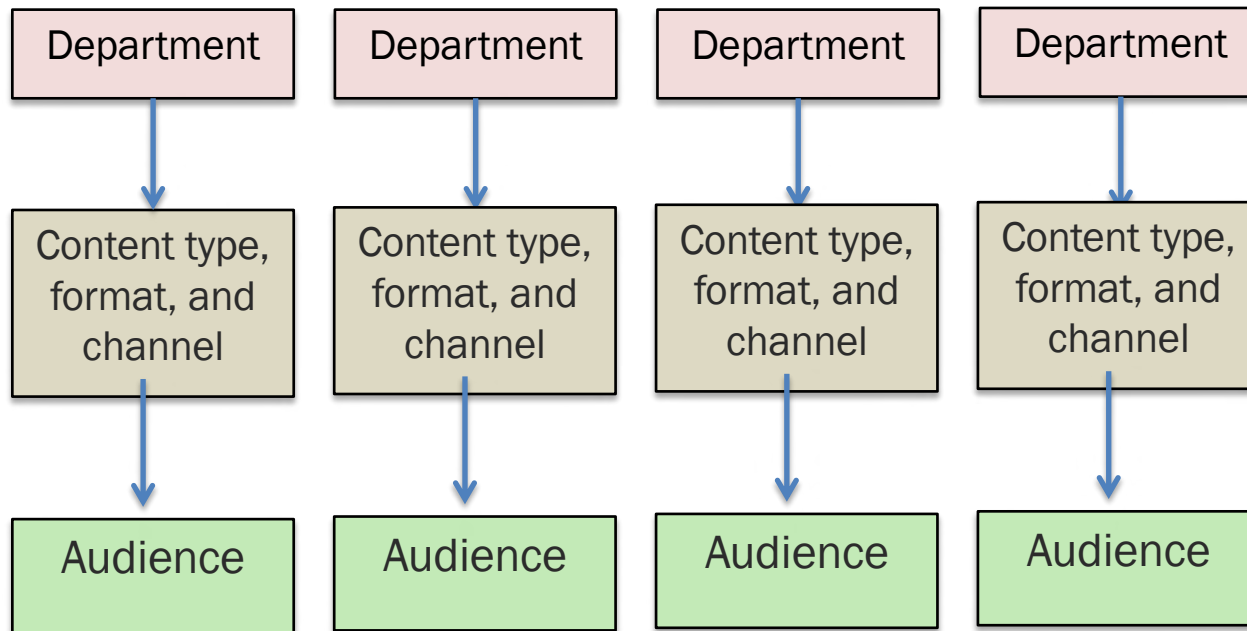 Department
Department
Department
Department
Content type,
format, and
channel
Content type,
format, and
channel
Content type,
format, and
channel
Content type,
format, and
channel
Audience
Audience
Audience
Audience